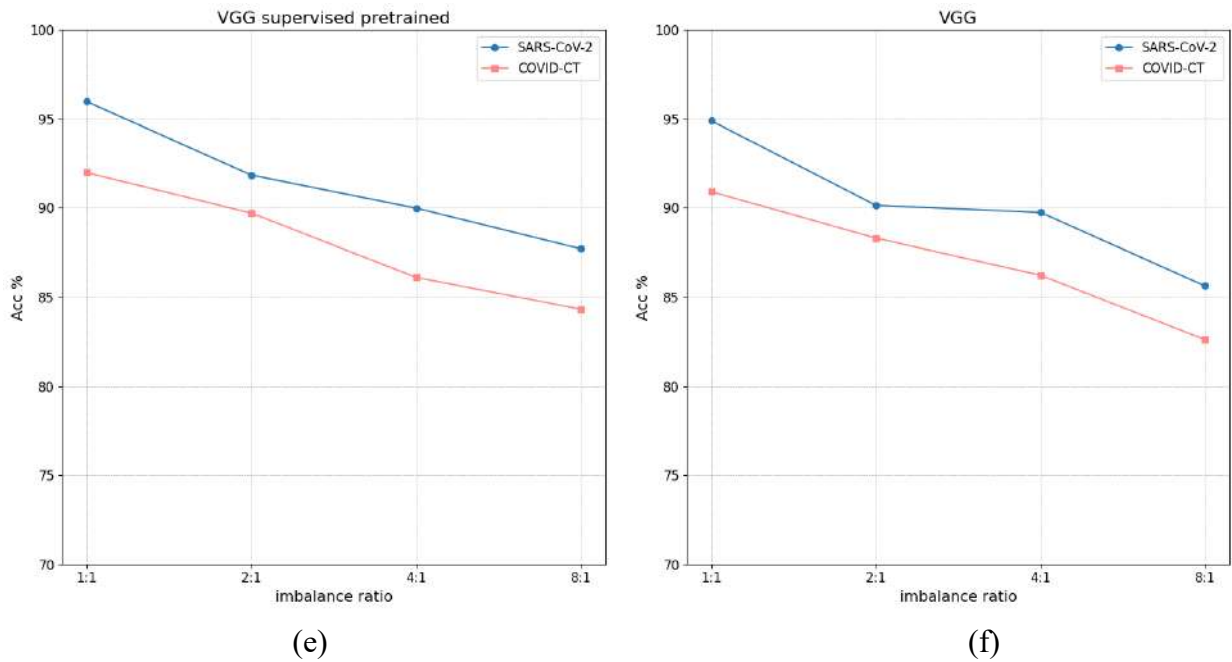 VGG supervised pretrained
SARS-CoV-2
COVID-CT
100
95
90
85
80
75
70
Acc %
1:1
2:1
4:1
8:1
imbalance ratio
(e)
VGG
SARS-CoV-2
COVID-CT
100
95
90
85
80
75
70
Acc %
1:1
2:1
4:1
8:1
imbalance ratio
(f)